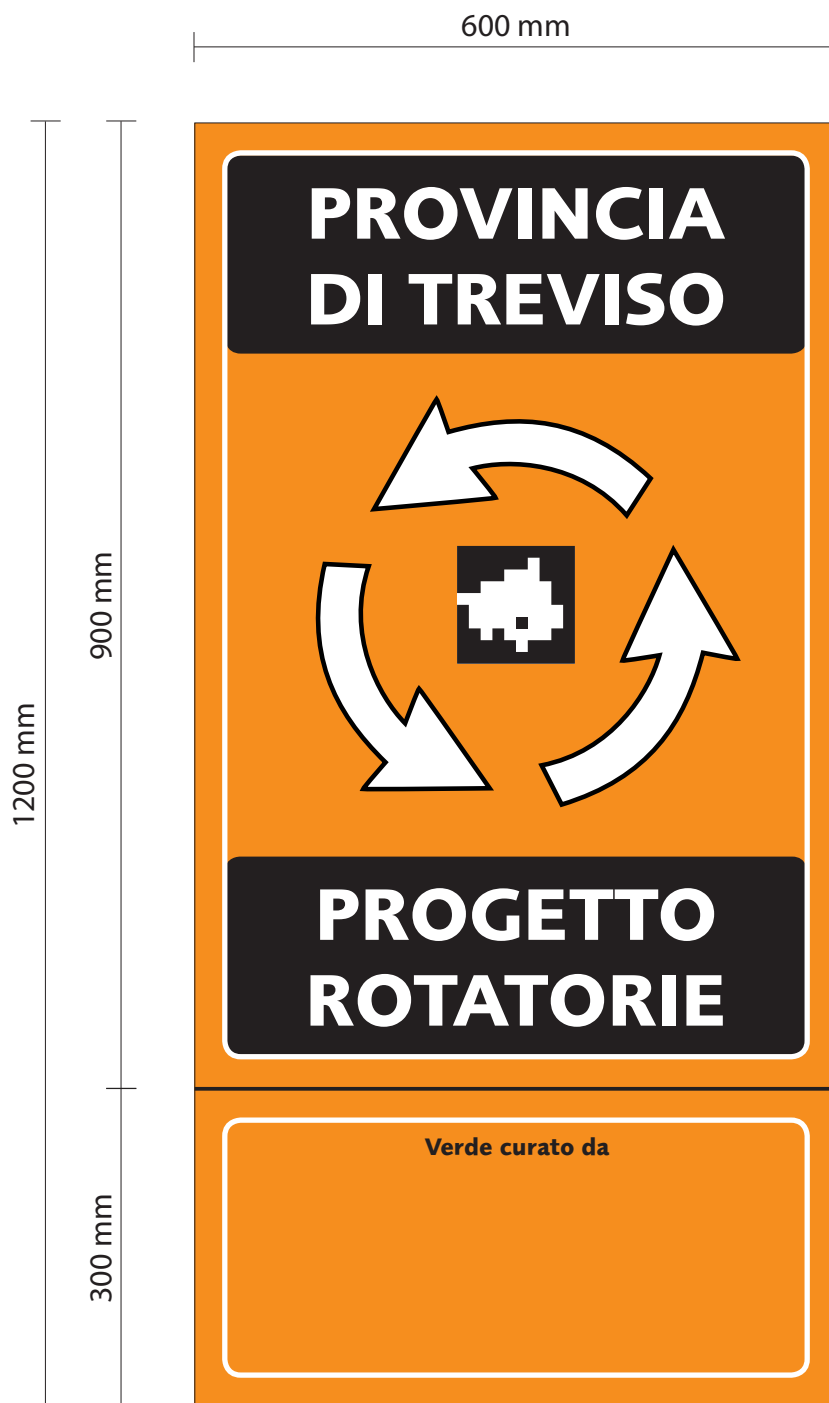 600 mm
PROVINCIA
DI TREVISO
900 mm
1200 mm
PROGETTO
ROTATORIE
Verde curato da
300 mm